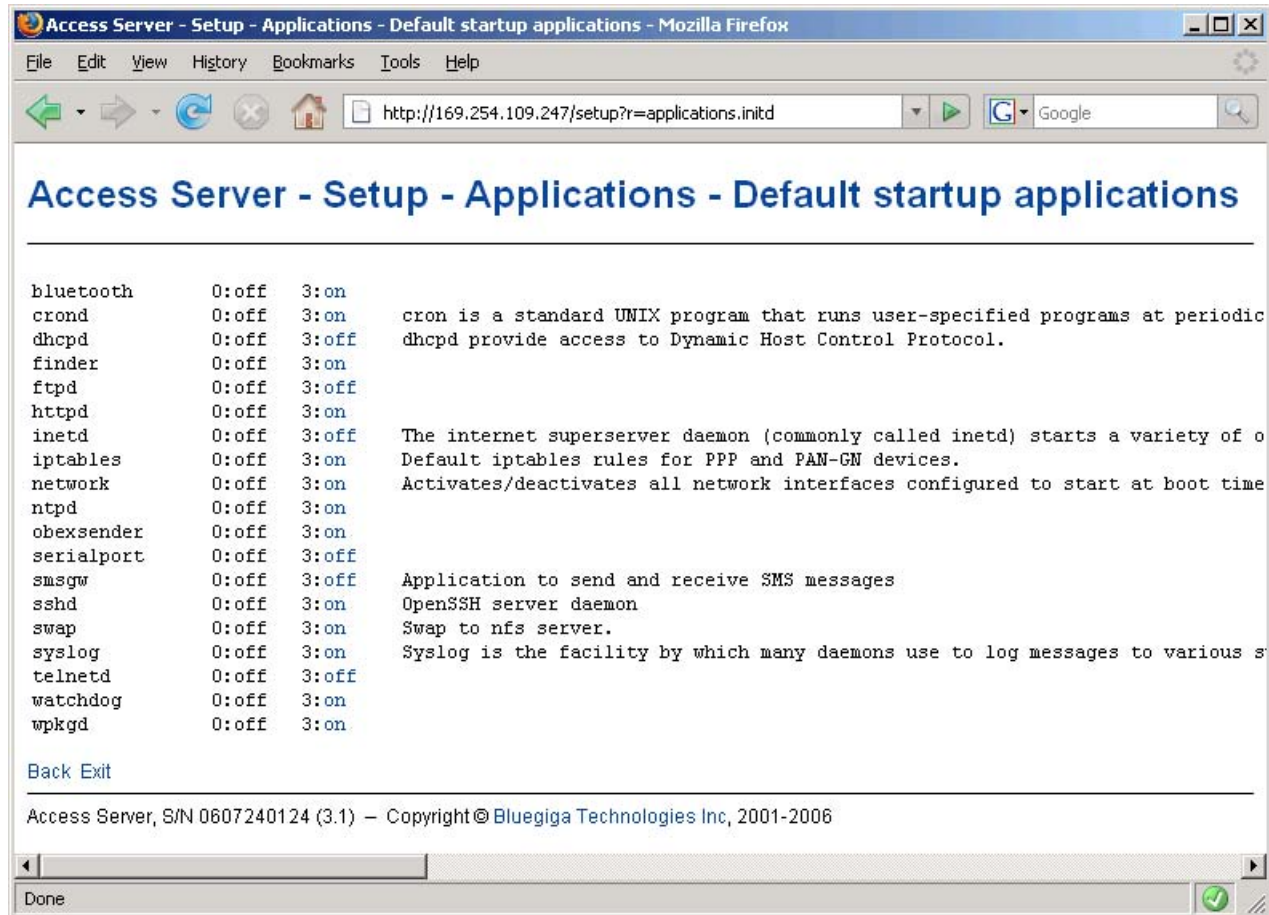 Access Server - Setup - Applications - Default startup applications - Mozilla Firefox
File Edit View History Bookmarks Tools Help
http://169.254.109.247/setup?r=applications.initd G Google
Access Server - Setup - Applications - Default startup applications
bluetooth 0:off 3:on
crond 0:off 3:on cron is a standard UNIX program that runs user-specified programs at periodic
dhcpd 0:off 3:off dhcpd provide access to Dynamic Host Control Protocol.
finder 0:off 3:on
ftpd 0:off 3:off
httpd 0:off 3:on
inetd 0:off 3:off The internet superserver daemon (commonly called inetd) starts a variety of o
iptables 0:off 3:on Default iptables rules for PPP and PAN-GN devices.
network 0:off 3:on Activates/deactivates all network interfaces configured to start at boot time
ntpd 0:off 3:on
obexsender 0:off 3:on
serialport 0:off 3:off
smsgw 0:off 3:off Application to send and receive SMS messages
sshd 0:off 3:on OpenSSH server daemon
swap 0:off 3:on Swap to nfs server.
syslog 0:off 3:on Syslog is the facility by which many daemons use to log messages to various s
telnetd 0:off 3:off
watchdog 0:off 3:on
wpkgd 0:off 3:on
Back Exit
Access Server, S/N 0607240124 (3.1) – Copyright © Bluegiga Technologies Inc, 2001-2006
Done